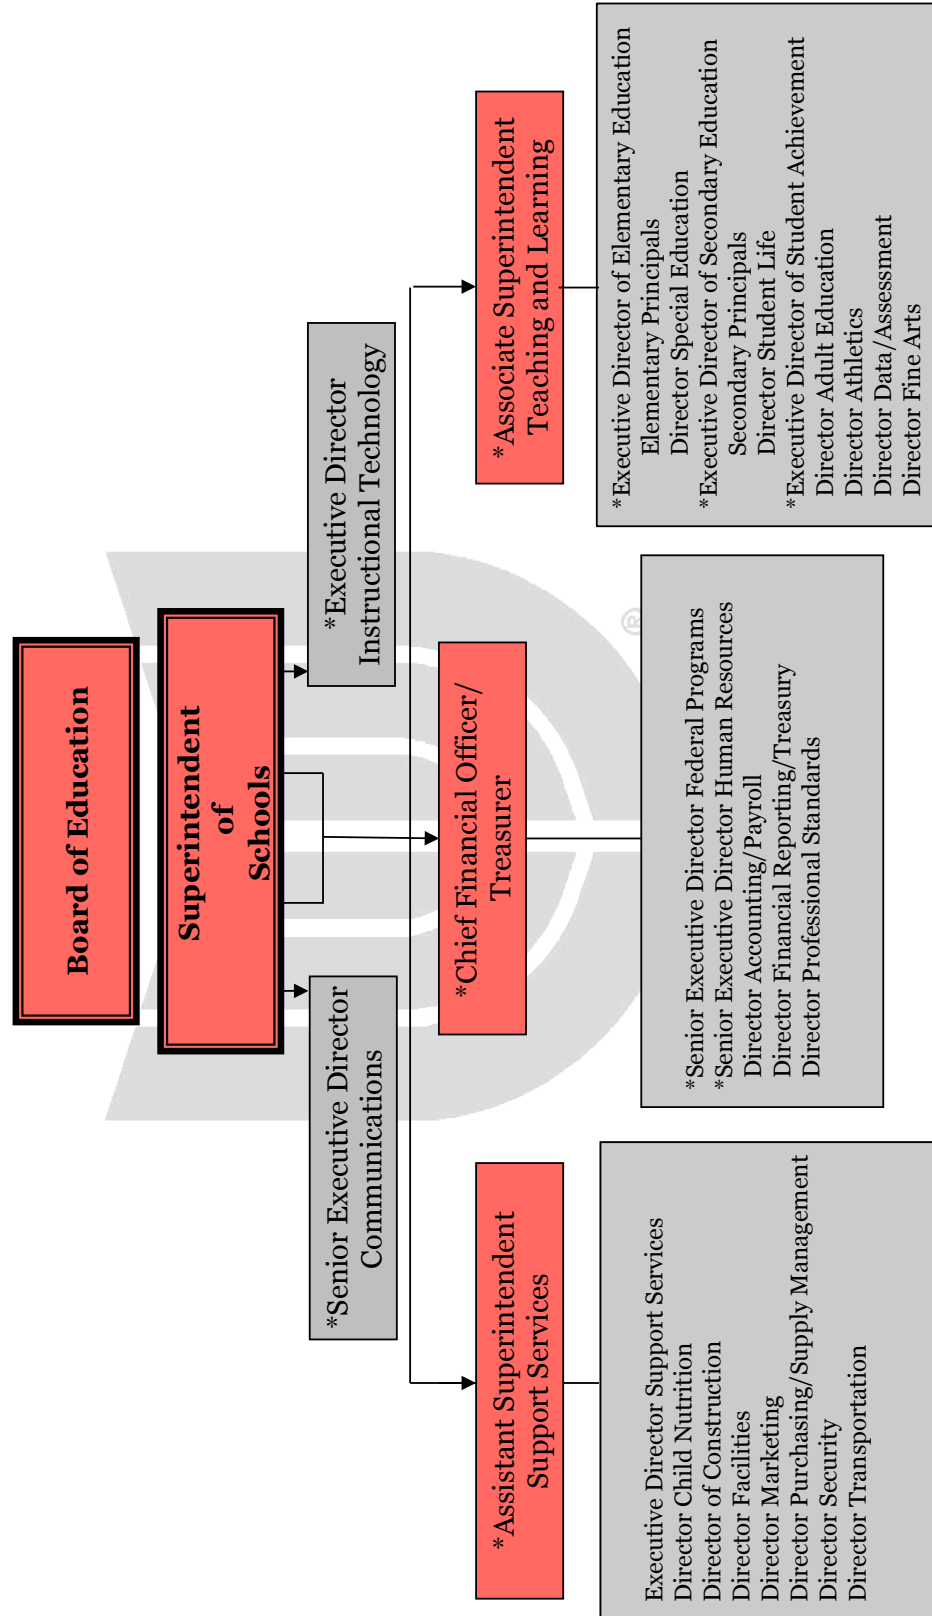 Board of Education
Superintendent
of
Schools
*Senior Executive Director
Communications
*Executive Director
Instructional Technology
*Assistant Superintendent
Support Services
*Chief Financial Officer/
Treasurer
*Associate Superintendent
Teaching and Learning
Executive Director Support Services
Director Child Nutrition
Director of Construction
Director Facilities
Director Marketing
Director Purchasing/Supply Management
Director Security
Director Transportation
*Senior Executive Director Federal Programs
*Senior Executive Director Human Resources
Director Accounting/Payroll
Director Financial Reporting/Treasury
Director Professional Standards
*Executive Director of Elementary Education
Elementary Principals
Director Special Education
*Executive Director of Secondary Education
Secondary Principals
Director Student Life
*Executive Director of Student Achievement
Director Adult Education
Director Athletics
Director Data/Assessment
Director Fine Arts
®